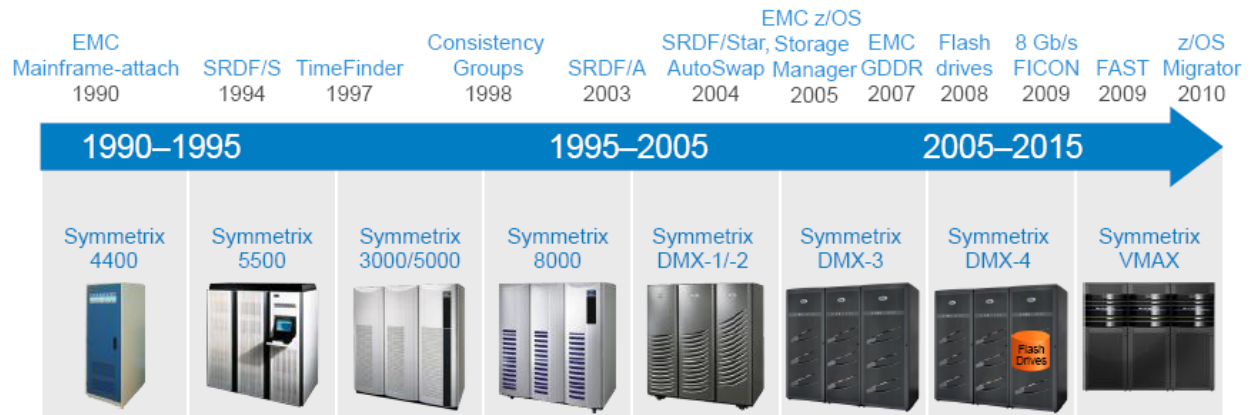 EMC
Mainframe-attach
1990
SRDF/S
1994
TimeFinder
1997
Consistency
Groups
1998
SRDF/A
2003
SRDF/Star,
AutoSwap
2004
EMC z/OS
Storage
Manager
2005
EMC
GDDR
2007
Flash
drives
2008
8 Gb/s
FICON
2009
FAST
2009
z/OS
Migrator
2010
1990–1995
1995–2005
2005–2015
Symmetrix
4400
Symmetrix
5500
Symmetrix
3000/5000
Symmetrix
8000
Symmetrix
DMX-1/-2
Symmetrix
DMX-3
Symmetrix
DMX-4
Symmetrix
VMAX
Flash
Drives